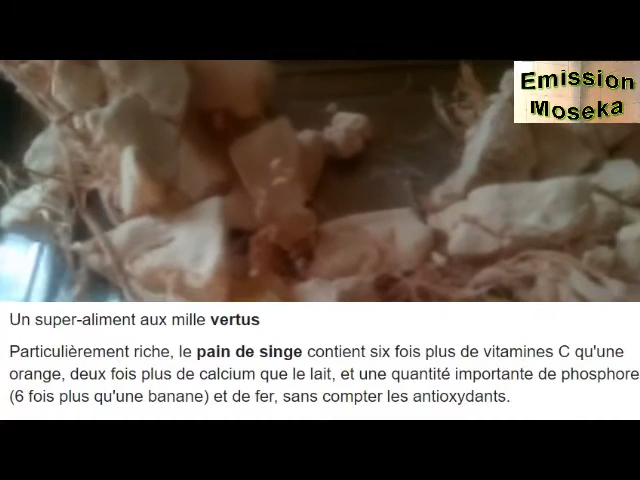 Emission
Moseka
Un super-aliment aux mille vertus
Particulièrement riche, le pain de singe contient six fois plus de vitamines C qu'une
orange, deux fois plus de calcium que le lait, et une quantité importante de phosphore
(6 fois plus qu'une banane) et de fer, sans compter les antioxydants.